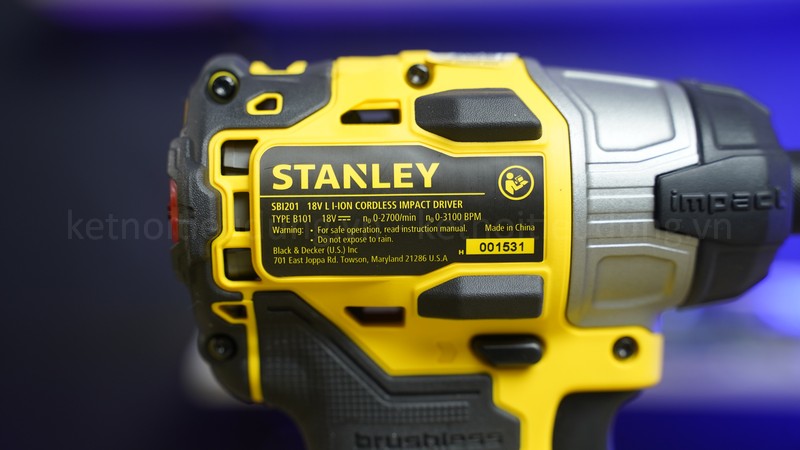 STANLEY
SBI201 18V L I-ION CORDLESS IMPACT DRIVER
TYPE B101 18V n₀ 0-2700/min n₀ 0-3100 BPM
Warning: • For safe operation, read instruction manual. Made in China
• Do not expose to rain.
Black & Decker (U.S.) Inc
701 East Joppa Rd. Towson, Maryland 21286 U.S.A
H 001531
impact
brushless